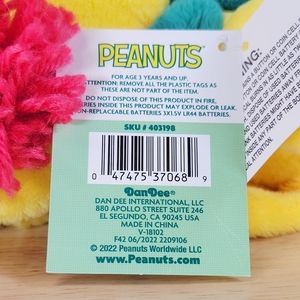 PEANUTS
FOR AGE 3 YEARS AND UP.
ATTENTION: REMOVE ALL THE PLASTIC TAGS AS
THESE ARE NOT PART OF THE ITEM.
DO NOT DISPOSE OF THIS PRODUCT IN FIRE.
BATTERIES INSIDE THIS PRODUCT MAY EXPLODE OR LEAK.
NON-REPLACEABLE BATTERIES 3X1.5V LR44 BATTERIES.
SKU # 403198
0 47475 37068 9
DanDee®
DAN DEE INTERNATIONAL, LLC
880 APOLLO STREET SUITE 246
EL SEGUNDO, CA 90245 USA
MADE IN CHINA
V-18102
F42 06/2022 2209106
© 2022 Peanuts Worldwide LLC
www.Peanuts.com